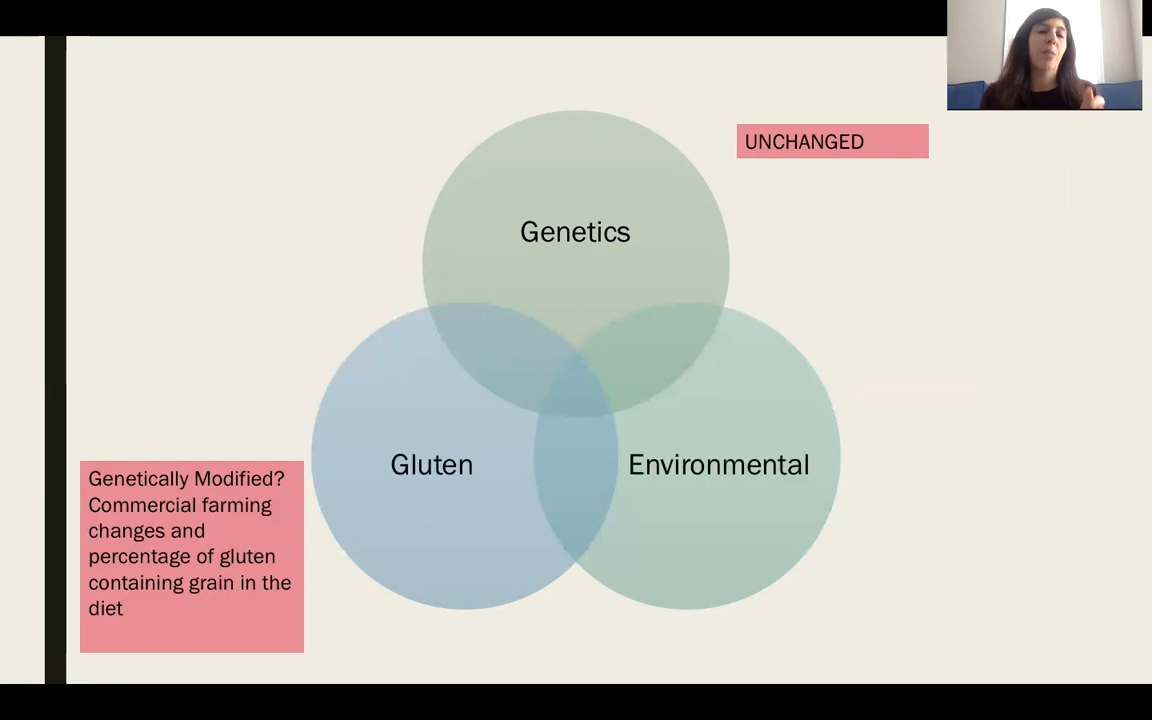 UNCHANGED
Genetics
Gluten
Environmental
Genetically Modified?
Commercial farming
changes and
percentage of gluten
containing grain in the
diet